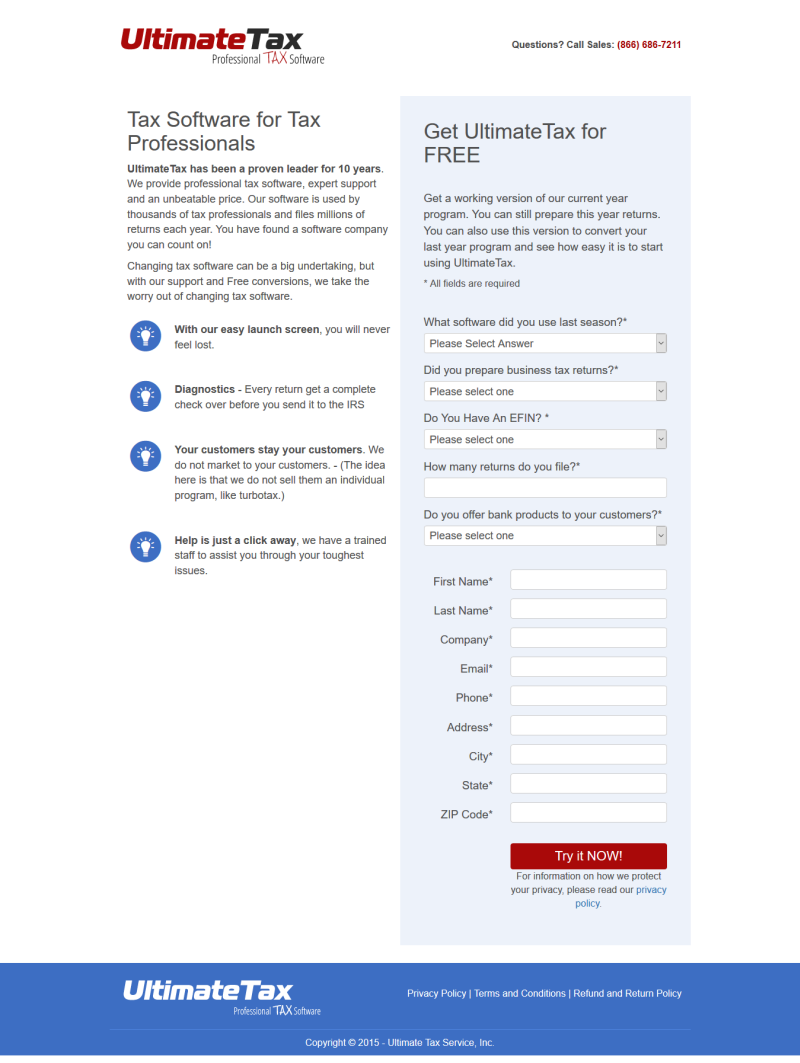 UltimateTax
Professional TAX Software
Questions? Call Sales: (866) 686-7211
Tax Software for Tax
Professionals
UltimateTax has been a proven leader for 10 years.
We provide professional tax software, expert support
and an unbeatable price. Our software is used by
thousands of tax professionals and files millions of
returns each year. You have found a software company
you can count on!
Changing tax software can be a big undertaking, but
with our support and Free conversions, we take the
worry out of changing tax software.
With our easy launch screen, you will never
feel lost.
Diagnostics - Every return get a complete
check over before you send it to the IRS
Your customers stay your customers. We
do not market to your customers. - (The idea
here is that we do not sell them an individual
program, like turbotax.)
Help is just a click away, we have a trained
staff to assist you through your toughest
issues.
Get UltimateTax for
FREE
Get a working version of our current year
program. You can still prepare this year returns.
You can also use this version to convert your
last year program and see how easy it is to start
using UltimateTax.
* All fields are required
What software did you use last season?*
Please Select Answer
Did you prepare business tax returns?*
Please select one
Do You Have An EFIN? *
Please select one
How many returns do you file?*
Do you offer bank products to your customers?*
Please select one
First Name*
Last Name*
Company*
Email*
Phone*
Address*
City*
State*
ZIP Code*
Try it NOW!
For information on how we protect
your privacy, please read our privacy
policy.
UltimateTax
Professional TAX Software
Privacy Policy | Terms and Conditions | Refund and Return Policy
Copyright © 2015 - Ultimate Tax Service, Inc.